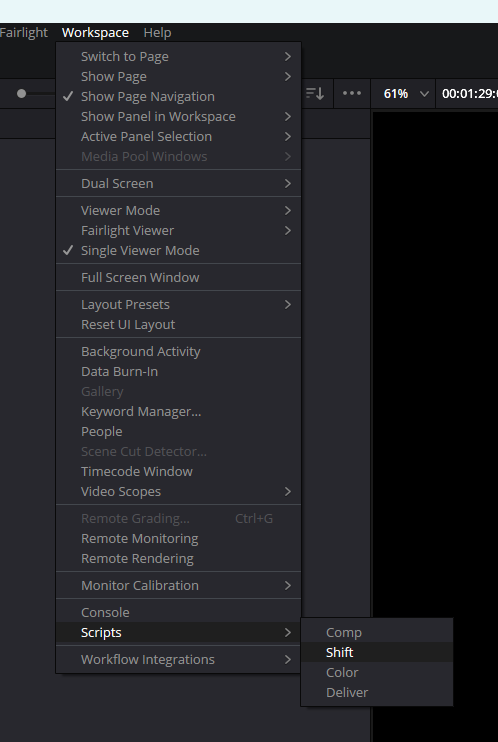 Fairlight Workspace Help
Switch to Page
Show Page
Show Page Navigation
Show Panel in Workspace
Active Panel Selection
Media Pool Windows
61% 00:01:29:0
Dual Screen
Viewer Mode
Fairlight Viewer
Single Viewer Mode
Full Screen Window
Layout Presets
Reset UI Layout
Background Activity
Data Burn-In
Gallery
Keyword Manager...
People
Scene Cut Detector...
Timecode Window
Video Scopes
Remote Grading... Ctrl+G
Remote Monitoring
Remote Rendering
Monitor Calibration
Console
Scripts
Workflow Integrations
Comp
Shift
Color
Deliver